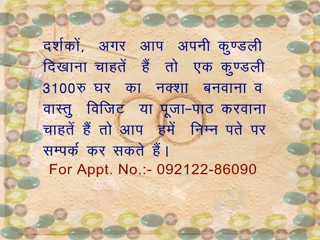 दर्शकों, अगर आप अपनी कुण्डली
दिखाना चाहतें हैं तो एक कुण्डली
3100रु घर का नक्शा बनवाना व
वास्तु विजिट या पूजा–पाठ करवाना
चाहतें हैं तो आप हमें निम्न पते पर
सम्पर्क कर सकतें हैं।
For Appt. No.:- 092122-86090